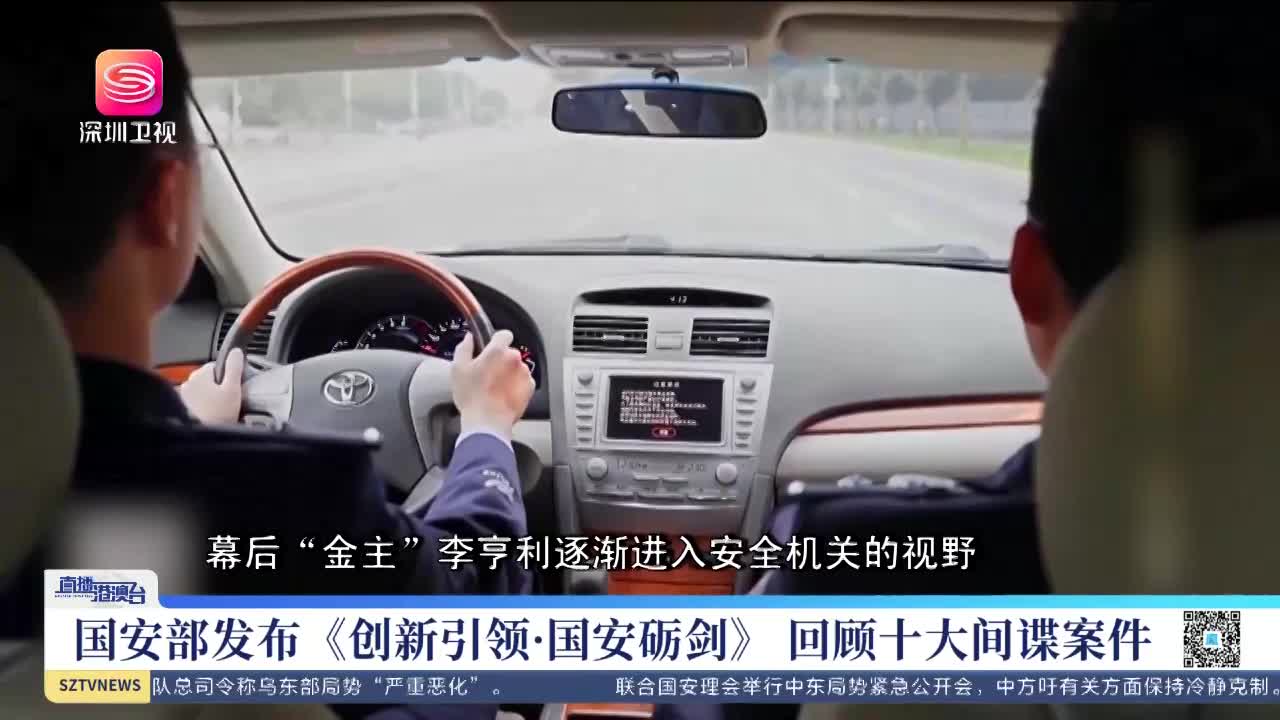 深圳卫视
413
幕后“金主”李亨利逐渐进入安全机关的视野
直播港澳台
国安部发布《创新引领·国安砺剑》 回顾十大间谍案件
SZTVNEWS
队总司令称乌东部局势“严重恶化”。 联合国安理会举行中东局势紧急公开会，中方吁有关方面保持冷静克制。